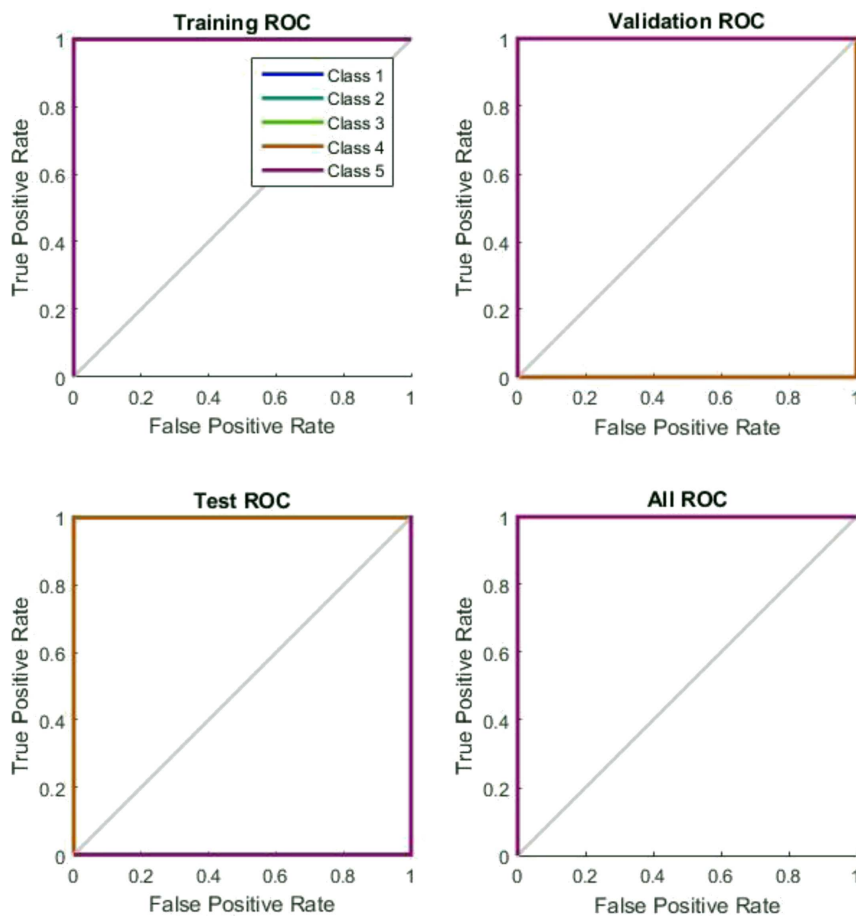 Training ROC
1
0.8
0.6
0.4
0.2
0
True Positive Rate
Class 1
Class 2
Class 3
Class 4
Class 5
0 0.2 0.4 0.6 0.8 1
False Positive Rate
Validation ROC
1
0.8
0.6
0.4
0.2
0
True Positive Rate
0 0.2 0.4 0.6 0.8 1
False Positive Rate
Test ROC
1
0.8
0.6
0.4
0.2
0
True Positive Rate
0 0.2 0.4 0.6 0.8 1
False Positive Rate
All ROC
1
0.8
0.6
0.4
0.2
0
True Positive Rate
0 0.2 0.4 0.6 0.8 1
False Positive Rate